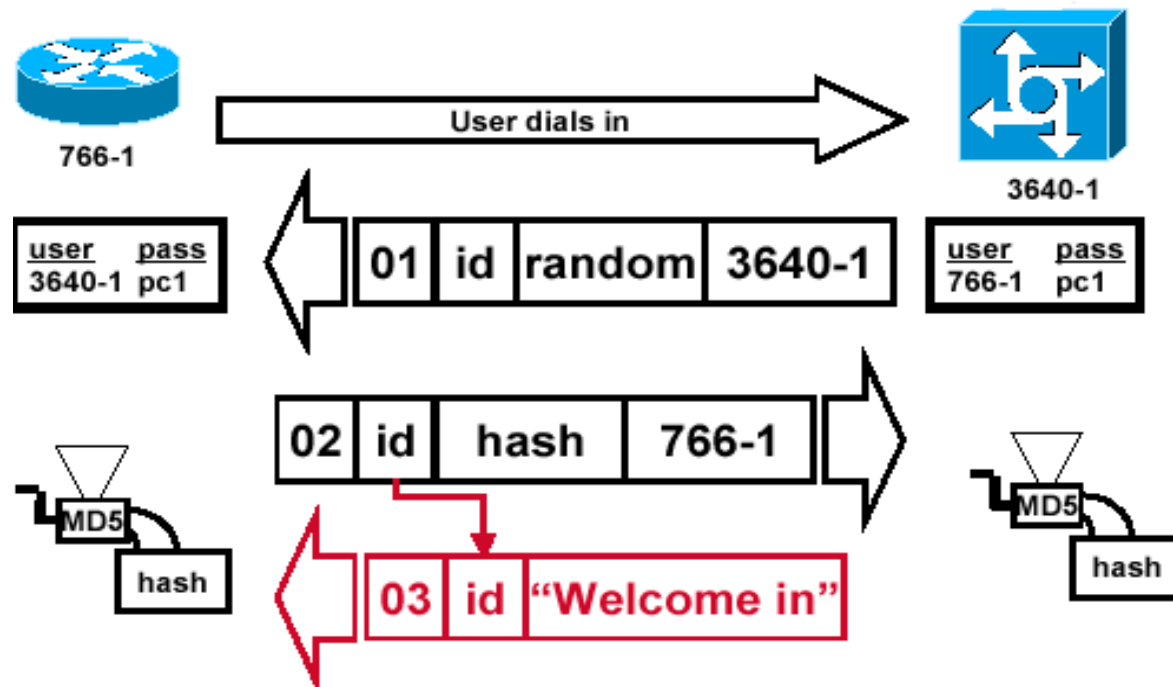 User dials in
766-1
3640-1
user pass
3640-1 pc1
01 id random 3640-1
user pass
766-1 pc1
02 id hash 766-1
MD5
hash
03 id “Welcome in”
MD5
hash